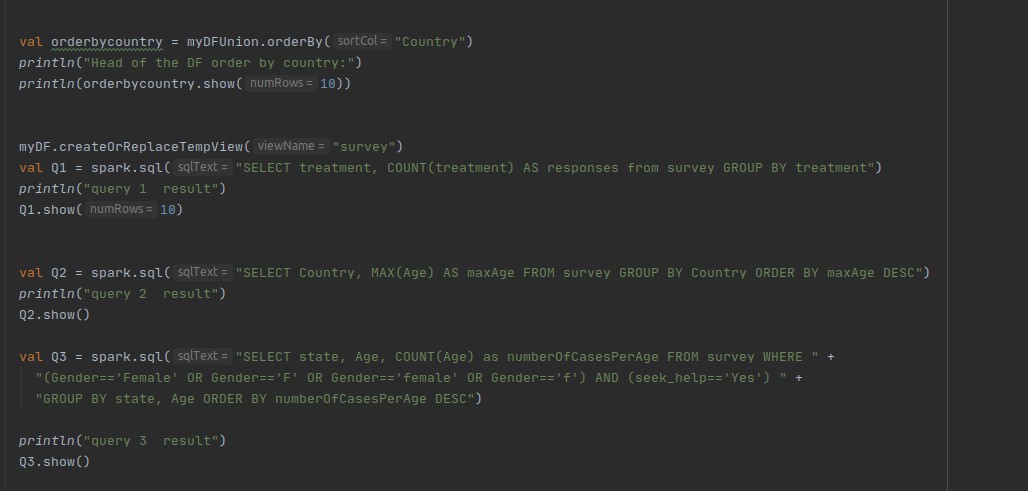 val orderbycountry = myDFUnion.orderBy( sortCol = "Country")
println("Head of the DF order by country:")
println(orderbycountry.show( numRows = 10))
myDF.createOrReplaceTempView( viewName = "survey")
val Q1 = spark.sql( sqlText = "SELECT treatment, COUNT(treatment) AS responses from survey GROUP BY treatment")
println("query 1  result")
Q1.show( numRows = 10)
val Q2 = spark.sql( sqlText = "SELECT Country, MAX(Age) AS maxAge FROM survey GROUP BY Country ORDER BY maxAge DESC")
println("query 2  result")
Q2.show()
val Q3 = spark.sql( sqlText = "SELECT state, Age, COUNT(Age) as numberOfCasesPerAge FROM survey WHERE " +
"(Gender=='Female' OR Gender=='F' OR Gender=='female' OR Gender=='f') AND (seek_help=='Yes') " +
"GROUP BY state, Age ORDER BY numberOfCasesPerAge DESC")
println("query 3  result")
Q3.show()